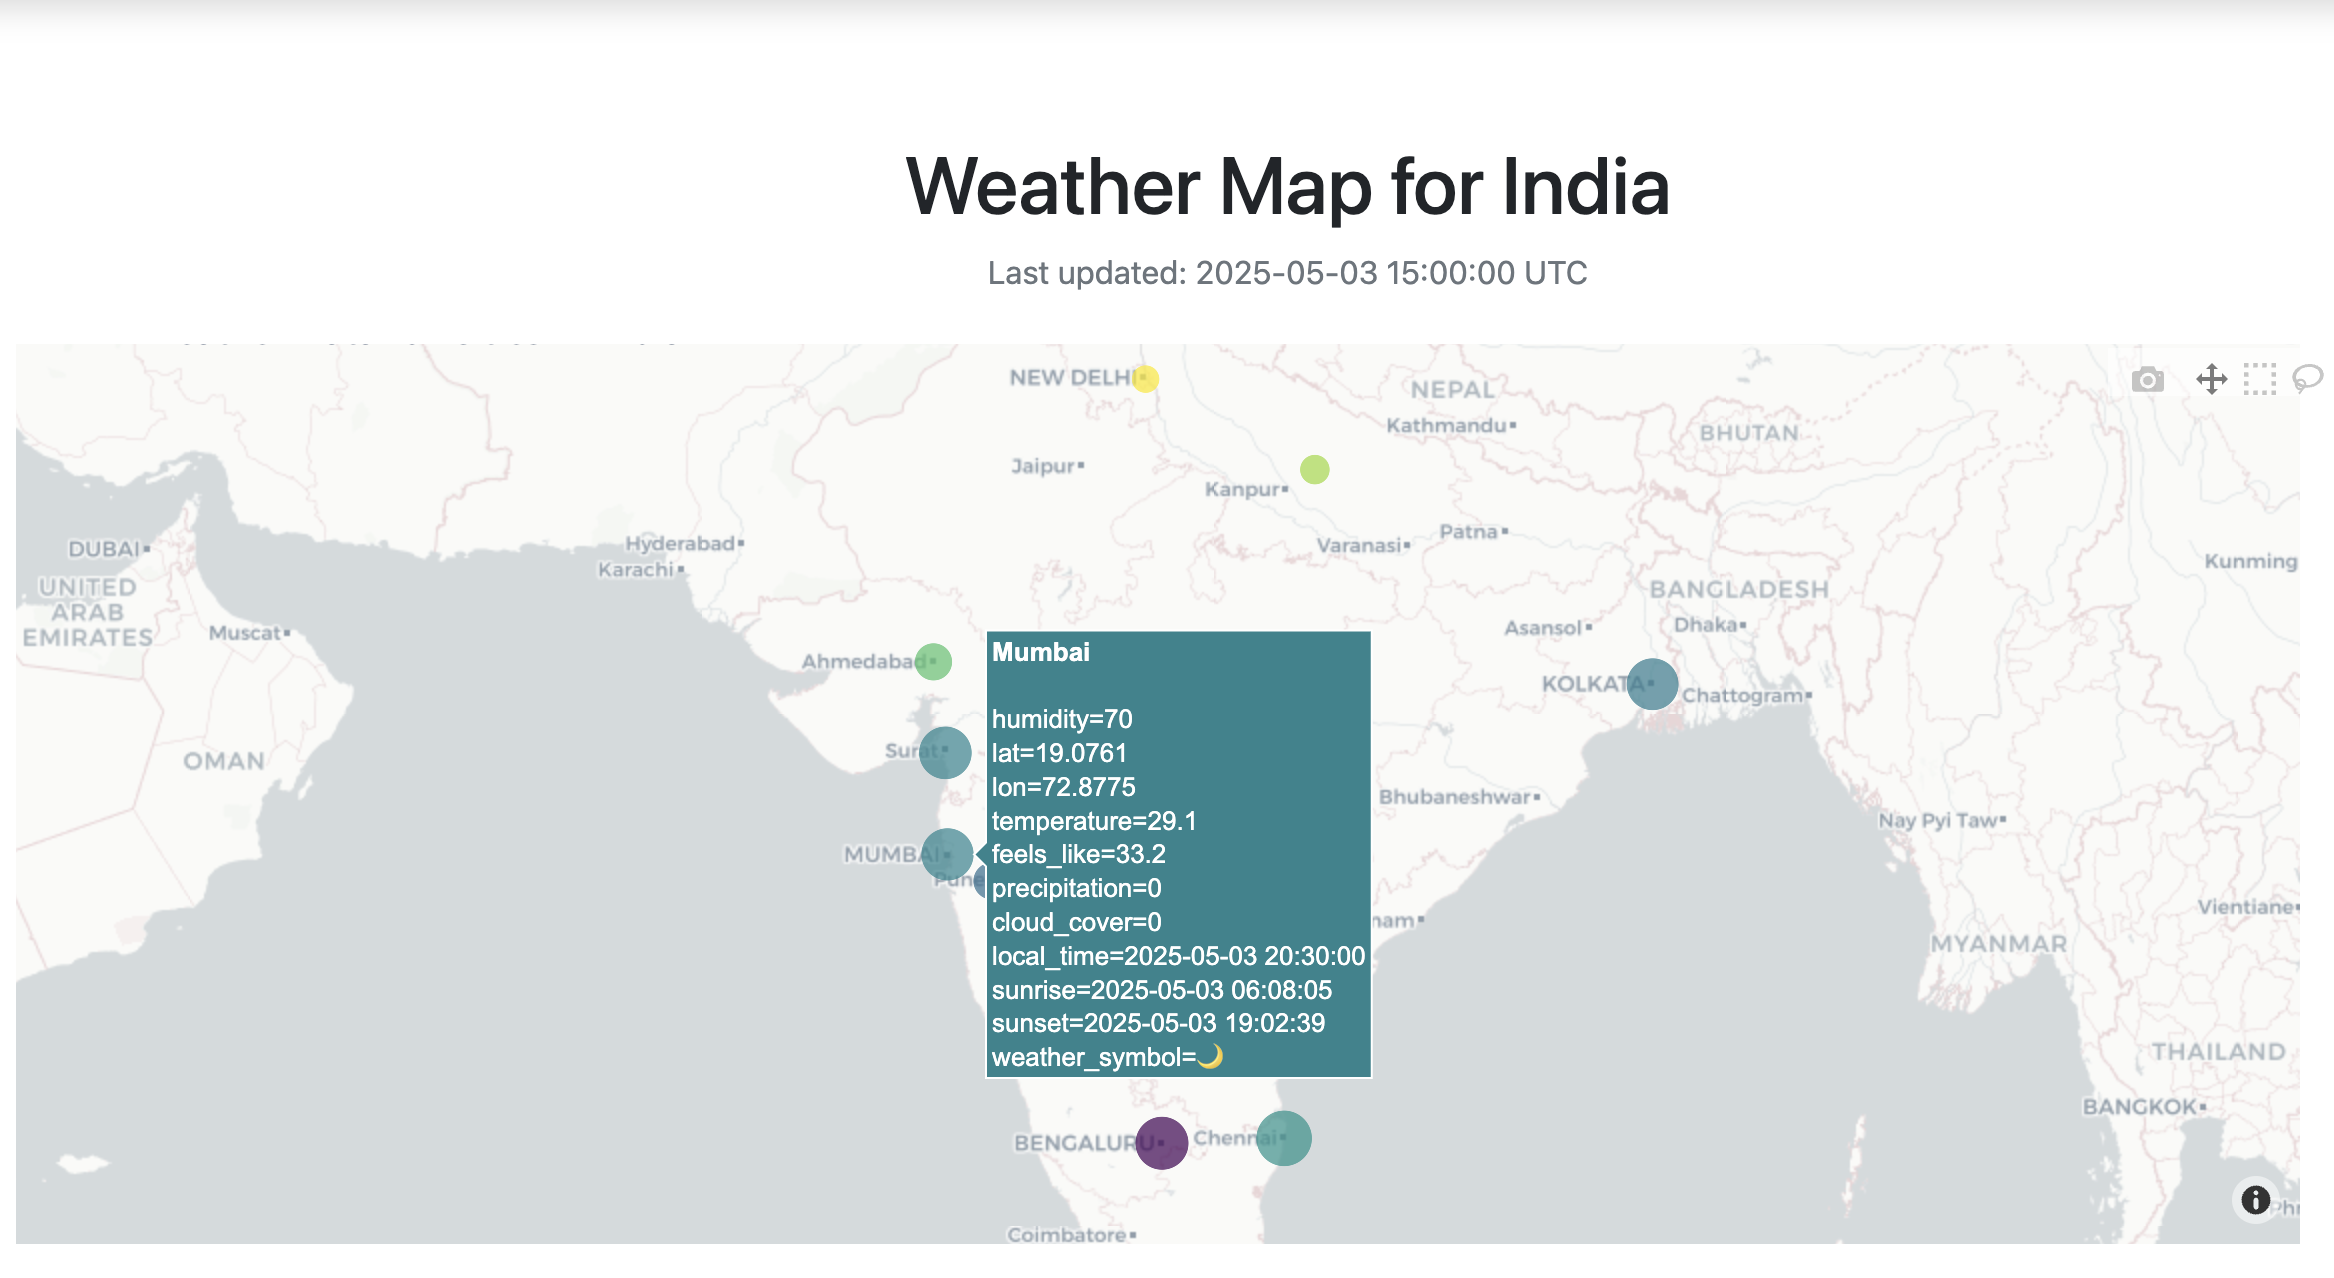 Weather Map for India
Last updated: 2025-05-03 15:00:00 UTC
NEW DELHI
NEPAL
Kathmandu
BHUTAN
Jaipur
Kanpur
Patna
Varanasi
Hyderabad
Karachi
DUBAI
UNITED
ARAB
EMIRATES
Muscat
Kunming
BANGLADESH
Asansol
Dhaka
Ahmedabad
KOLKATA
Chattogram
Surat
OMAN
Bhubaneshwar
Nay Pyi Taw
MUMBAI
Pune
Mumbai
humidity=70
lat=19.0761
lon=72.8775
temperature=29.1
feels_like=33.2
precipitation=0
cloud_cover=0
local_time=2025-05-03 20:30:00
sunrise=2025-05-03 06:08:05
sunset=2025-05-03 19:02:39
weather_symbol=🌙
nam
Vientiane
MYANMAR
THAILAND
BANGKOK
BENGALURU
Chennai
Coimbatore
Phn